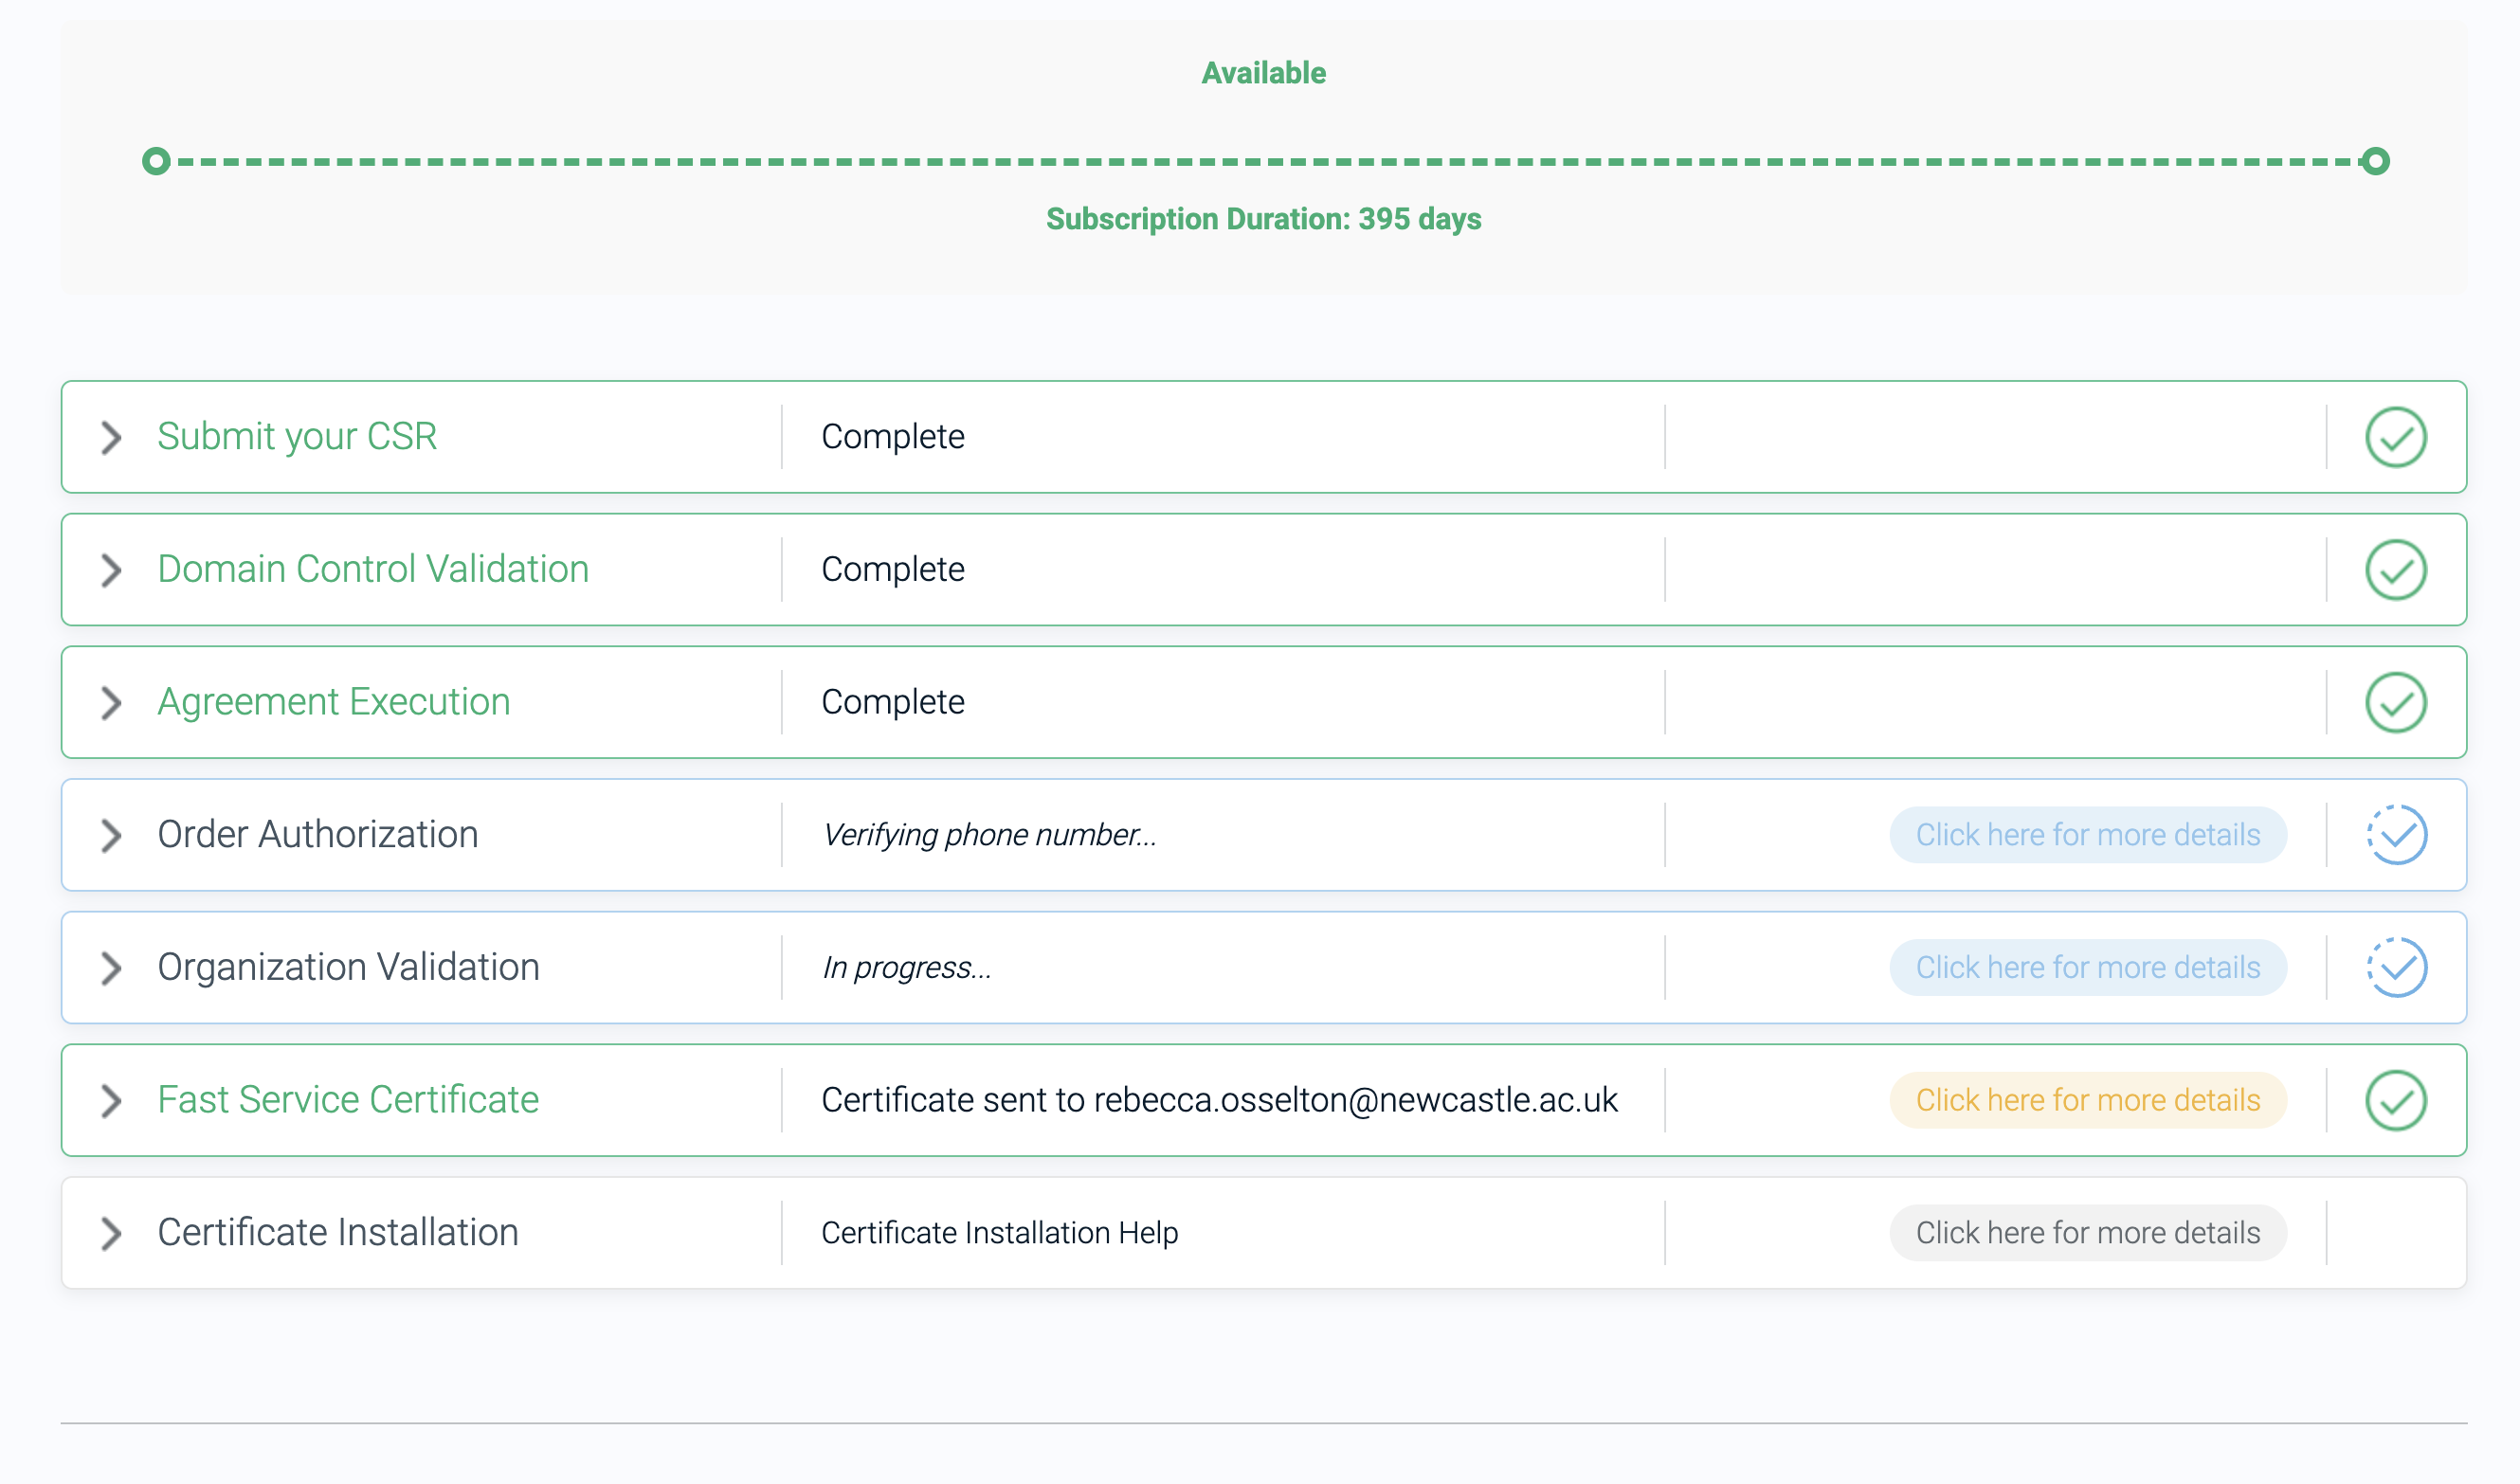 Available
Subscription Duration: 395 days
Submit your CSR
Complete
Domain Control Validation
Complete
Agreement Execution
Complete
Order Authorization
Verifying phone number...
Click here for more details
Organization Validation
In progress...
Click here for more details
Fast Service Certificate
Certificate sent to rebecca.osselton@newcastle.ac.uk
Click here for more details
Certificate Installation
Certificate Installation Help
Click here for more details